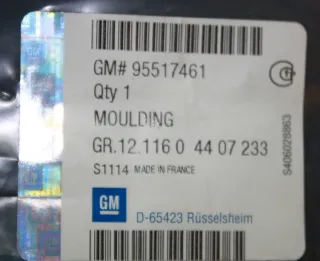 GM# 95517461
Qty 1
MOULDING
GR.12.116 0 44 07 233
S1114 MADE IN FRANCE
GM
D-65423 Rüsselsheim
S406028863